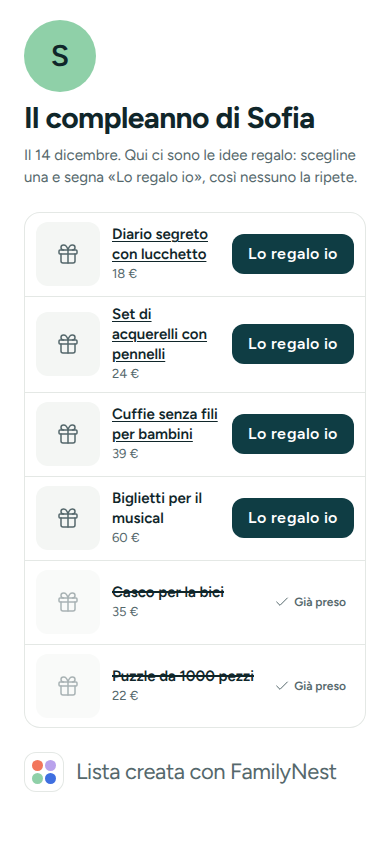 S
Il compleanno di Sofia
Il 14 dicembre. Qui ci sono le idee regalo: scegline
una e segna «Lo regalo io», così nessuno la ripete.
Diario segreto
con lucchetto
18 €
Lo regalo io
Set di
acquerelli con
pennelli
24 €
Lo regalo io
Cuffie senza fili
per bambini
39 €
Lo regalo io
Biglietti per il
musical
60 €
Lo regalo io
Casco per la bici
35 €
Già preso
Puzzle da 1000 pezzi
22 €
Già preso
Lista creata con FamilyNest